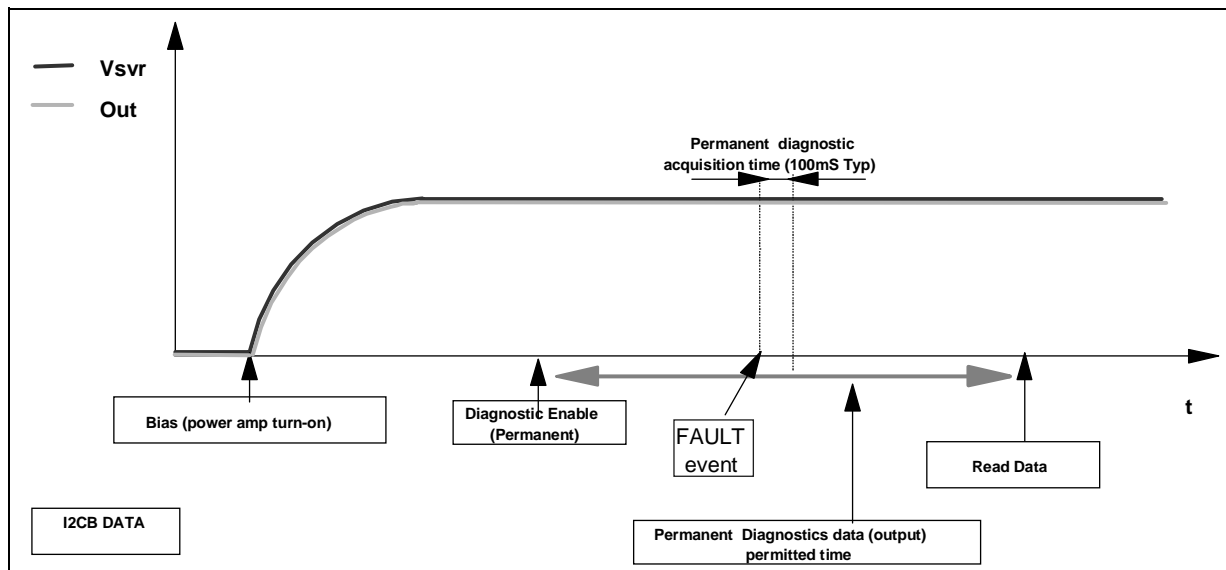 Vsvr
Out
Permanent diagnostic
acquisition time (100mS Typ)
t
Bias (power amp turn-on)
Diagnostic Enable
(Permanent)
FAULT
event
Read Data
I2CB DATA
Permanent Diagnostics data (output)
permitted time